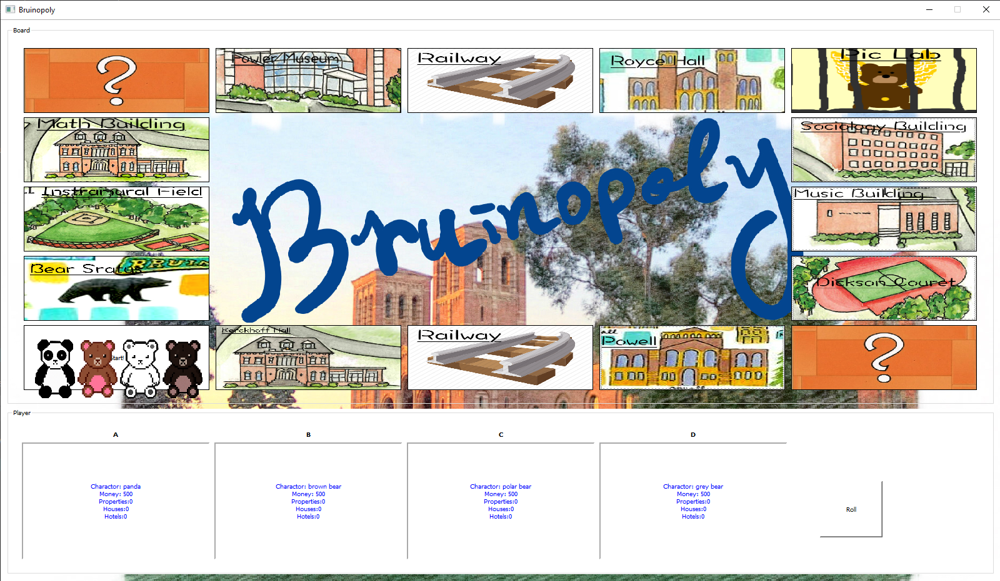 Bruinopoly
Board
?
Fowler Museum
Railway
Royce Hall
Pic Lab
Math Building
Sociology Building
Bruinopoly
Instramural Field
Music Building
Bear Sratus
Dickson Couret
Start!
Kerckhoff Hall
Railway
Powell
?
Player
A
B
C
D
Charactor: panda
Money: 500
Properties:0
Houses:0
Hotels:0
Charactor: brown bear
Money: 500
Properties:0
Houses:0
Hotels:0
Charactor: polar bear
Money: 500
Properties:0
Houses:0
Hotels:0
Charactor: grey bear
Money: 500
Properties:0
Houses:0
Hotels:0
Roll